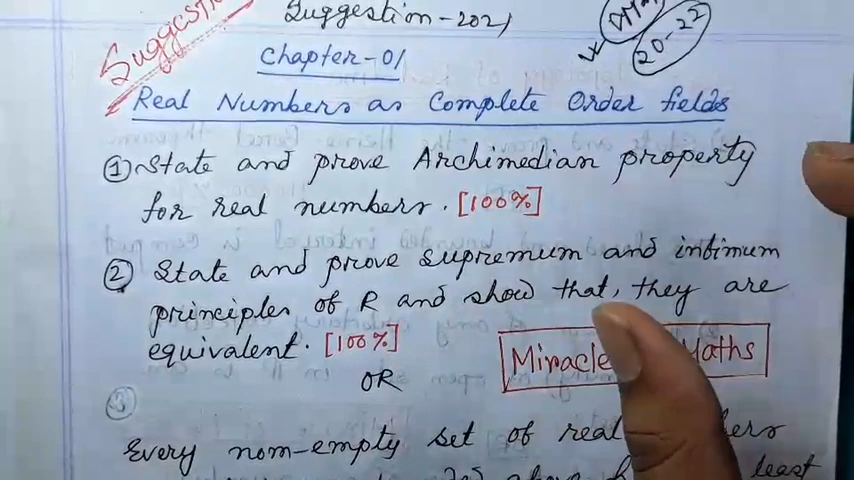 Suggestion
Suggestion-2021
20-22
Chapter-01
Real Numbers as Complete Order fields
① State and prove Archimedian property
for real numbers. [100%]
② State and prove supremum and infimum
principles of R and show that, they are
equivalent. [100%]
Miracle Maths
OR
③
Every non-empty set of real
least